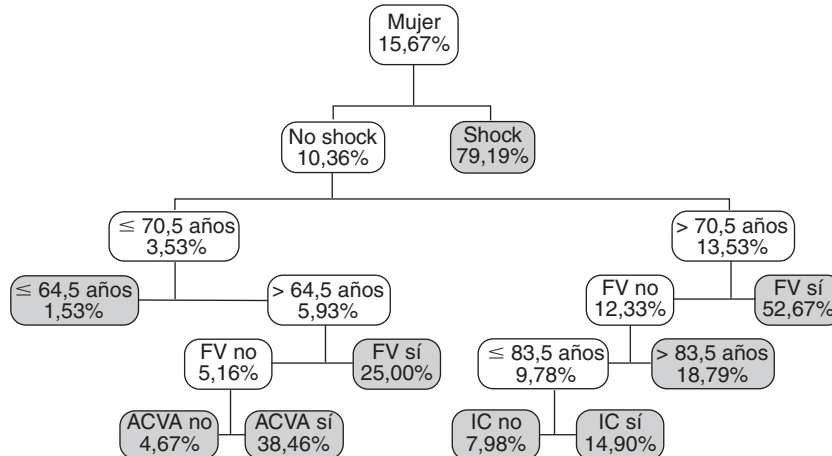 Mujer
15,67%
No shock
10,36%
Shock
79,19%
≤ 70,5 años
3,53%
> 70,5 años
13,53%
≤ 64,5 años
1,53%
> 64,5 años
5,93%
FV no
12,33%
FV sí
52,67%
FV no
5,16%
FV sí
25,00%
≤ 83,5 años
9,78%
> 83,5 años
18,79%
ACVA no
4,67%
ACVA sí
38,46%
IC no
7,98%
IC sí
14,90%